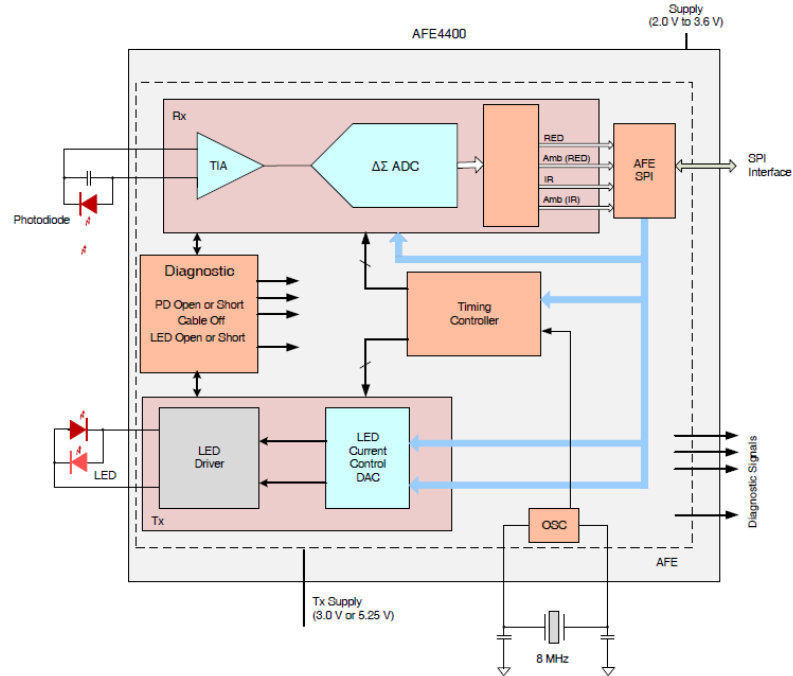 Supply
(2.0 V to 3.6 V)
AFE4400
Rx
TIA
ΔΣ ADC
RED
Amb (RED)
IR
Amb (IR)
AFE
SPI
SPI
Interface
Photodiode
Diagnostic
PD Open or Short
Cable Off
LED Open or Short
Timing
Controller
LED
Driver
LED
Current
Control
DAC
LED
Tx
OSC
AFE
Diagnostic Signals
Tx Supply
(3.0 V or 5.25 V)
8 MHz